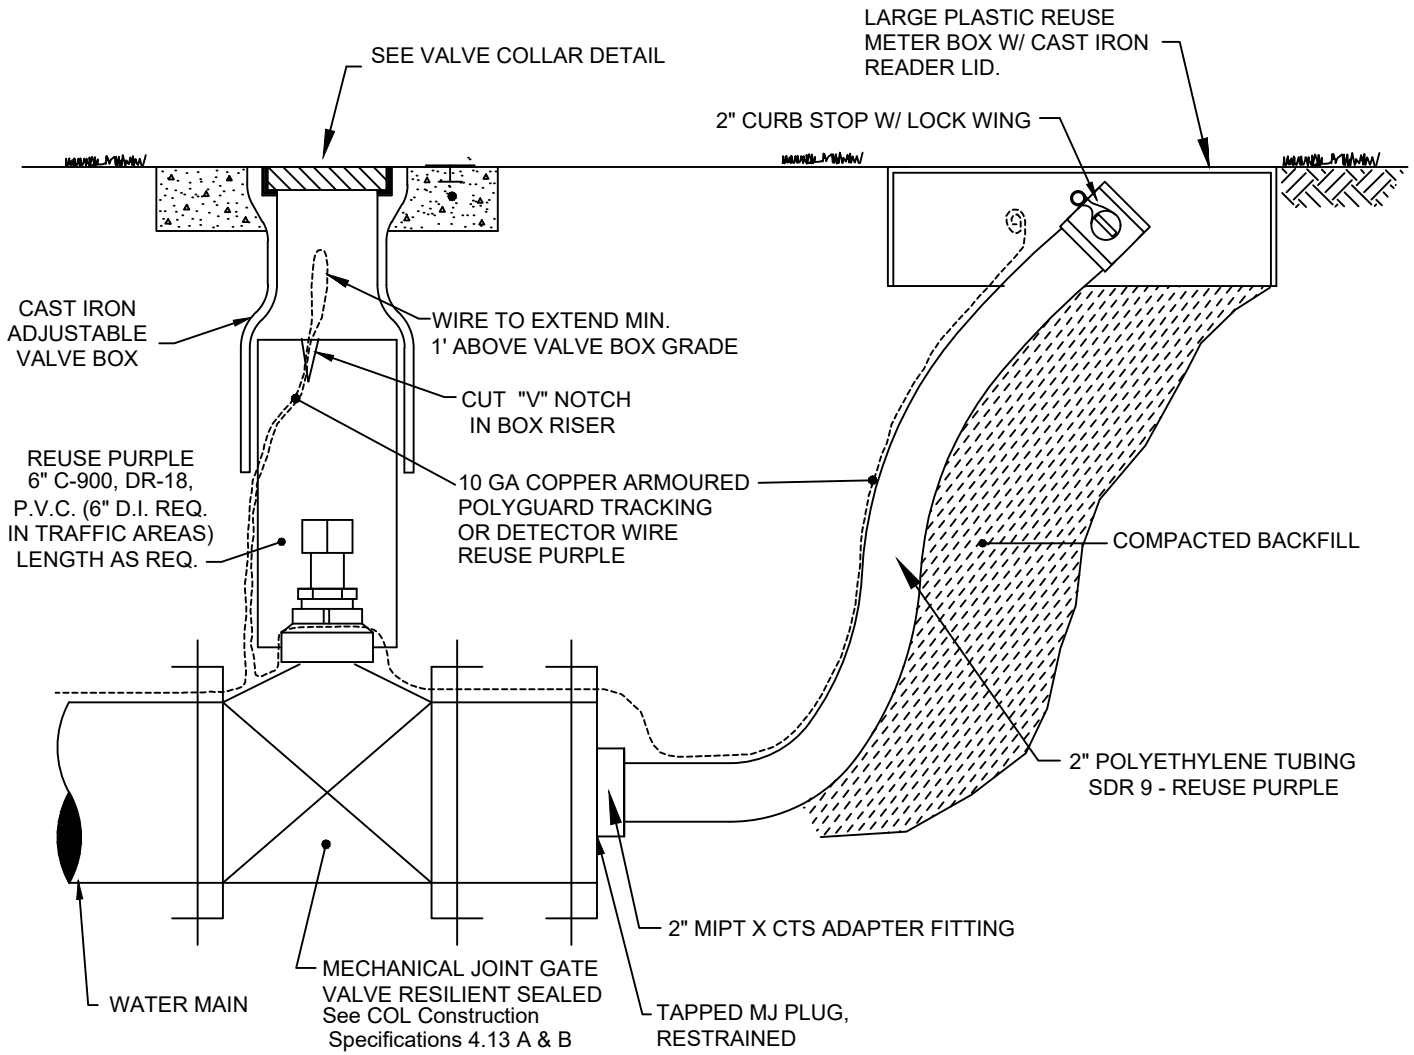 LARGE PLASTIC REUSE
METER BOX W/ CAST IRON
READER LID.
SEE VALVE COLLAR DETAIL
2" CURB STOP W/ LOCK WING
CAST IRON
ADJUSTABLE
VALVE BOX
WIRE TO EXTEND MIN.
1' ABOVE VALVE BOX GRADE
CUT "V" NOTCH
IN BOX RISER
REUSE PURPLE
6" C-900, DR-18,
P.V.C. (6" D.I. REQ.
IN TRAFFIC AREAS)
LENGTH AS REQ.
10 GA COPPER ARMOURED
POLYGUARD TRACKING
OR DETECTOR WIRE
REUSE PURPLE
COMPACTED BACKFILL
2" POLYETHYLENE TUBING
SDR 9 - REUSE PURPLE
2" MIPT X CTS ADAPTER FITTING
WATER MAIN
MECHANICAL JOINT GATE
VALVE RESILIENT SEALED
See COL Construction
Specifications 4.13 A & B
TAPPED MJ PLUG,
RESTRAINED